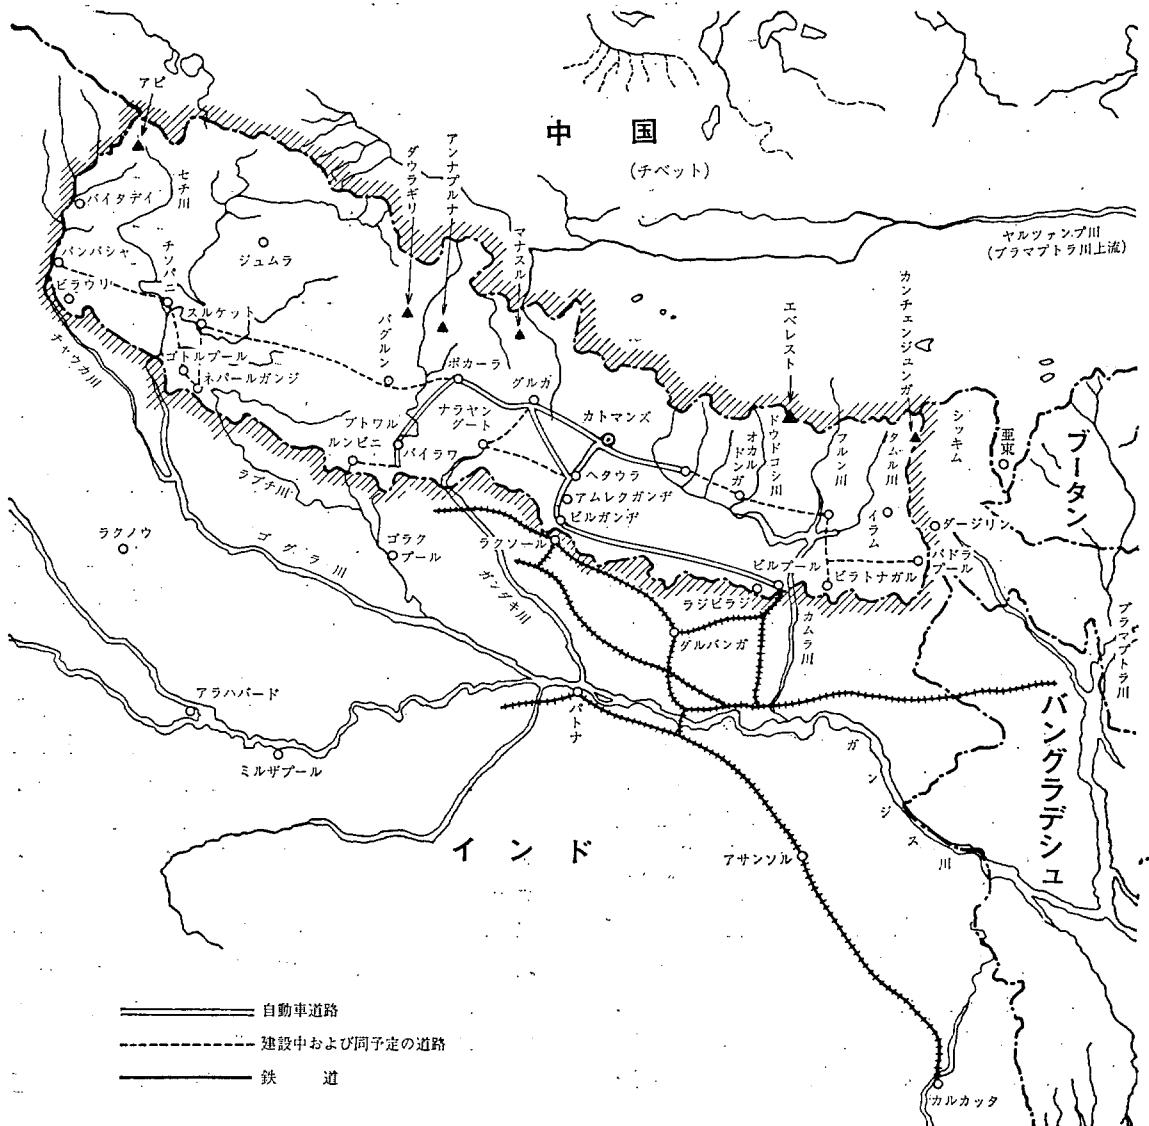 アピ
中国
(チベット)
ダウラギリ
アンナプルナ
マナスル
セチ川
バイタデイ
ヤルツァンプ川
(ブラマプトラ川上流)
チソパニ
ジュムラ
バンバシャ
ビラウリ
スルケット
カンチェンジュンガ
エベレスト
バグルン
チャウカ川
ゴトルプール
ネパールガンジ
ポカーラ
グルカ
ナラヤン
ガート
カトマンズ
ブトワル
ルンビニ
バイラワ
オカル
ドンガ
ドウドコシ川
フルン川
タムル川
シッキム
亜東
ブータン
ラプチ川
ヘタウラ
アムレクガンヂ
ビルガンヂ
イラム
ダージリン
ラクノウ
ゴグラ川
ゴラク
プール
ラクソール
ガンダキ川
ビルプール
ビラトナガル
バドラ
プール
ラジビラジ
ダルバンガ
カムラ川
ブラマプトラ川
アラハバード
パトナ
ミルザプール
バングラデシュ
ガンジス川
インド
アサンソル
自動車道路
建設中および同予定の道路
鉄道
カルカッタ